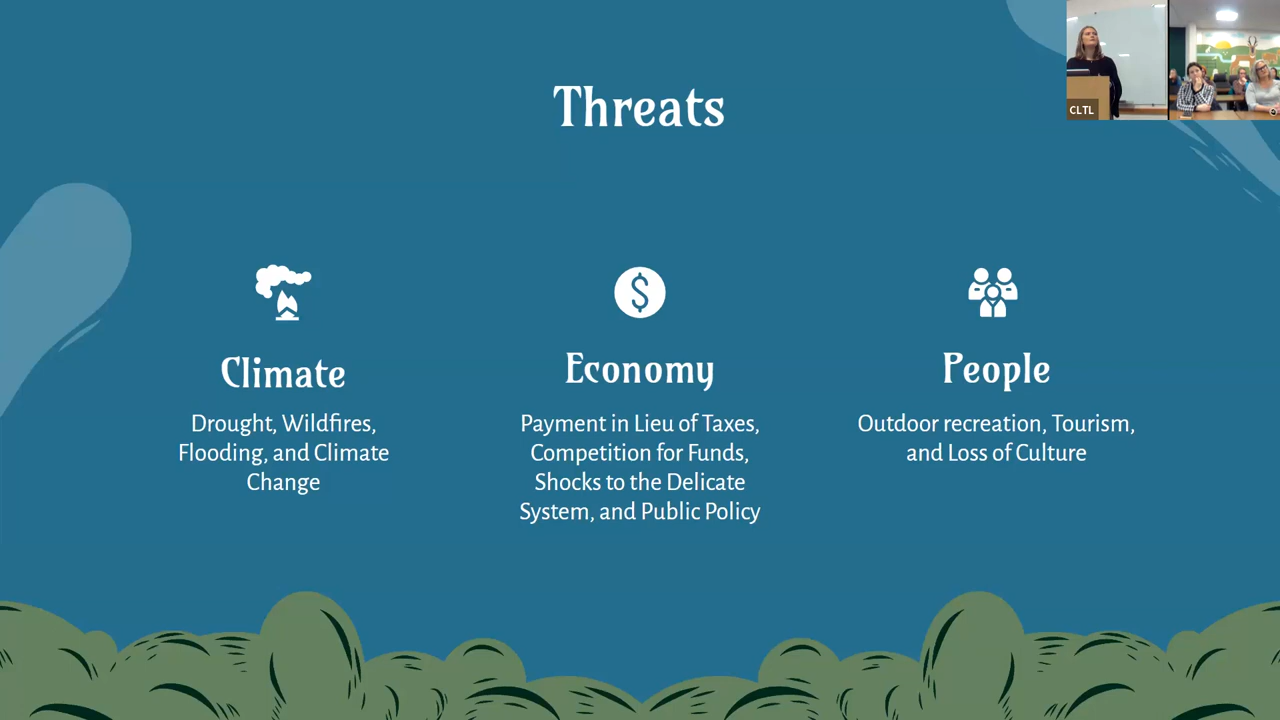 Threats
CLTL
Climate
Drought, Wildfires,
Flooding, and Climate
Change
Economy
Payment in Lieu of Taxes,
Competition for Funds,
Shocks to the Delicate
System, and Public Policy
People
Outdoor recreation, Tourism,
and Loss of Culture